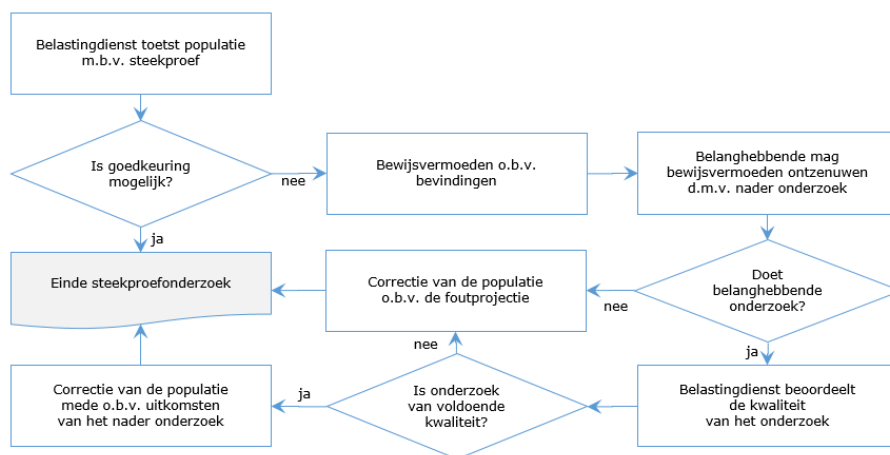 Belastingdienst toetst populatie
m.b.v. steekproef
Is goedkeuring
mogelijk?
nee
Bewijsvermoeden o.b.v.
bevindingen
Belanghebbende mag
bewijsvermoeden ontzenuwen
d.m.v. nader onderzoek
ja
Einde steekproefonderzoek
Correctie van de populatie
o.b.v. de foutprojectie
nee
Doet
belanghebbende
onderzoek?
nee
ja
Correctie van de populatie
mede o.b.v. uitkomsten
van het nader onderzoek
ja
Is onderzoek
van voldoende
kwaliteit?
Belastingdienst beoordeelt
de kwaliteit
van het onderzoek